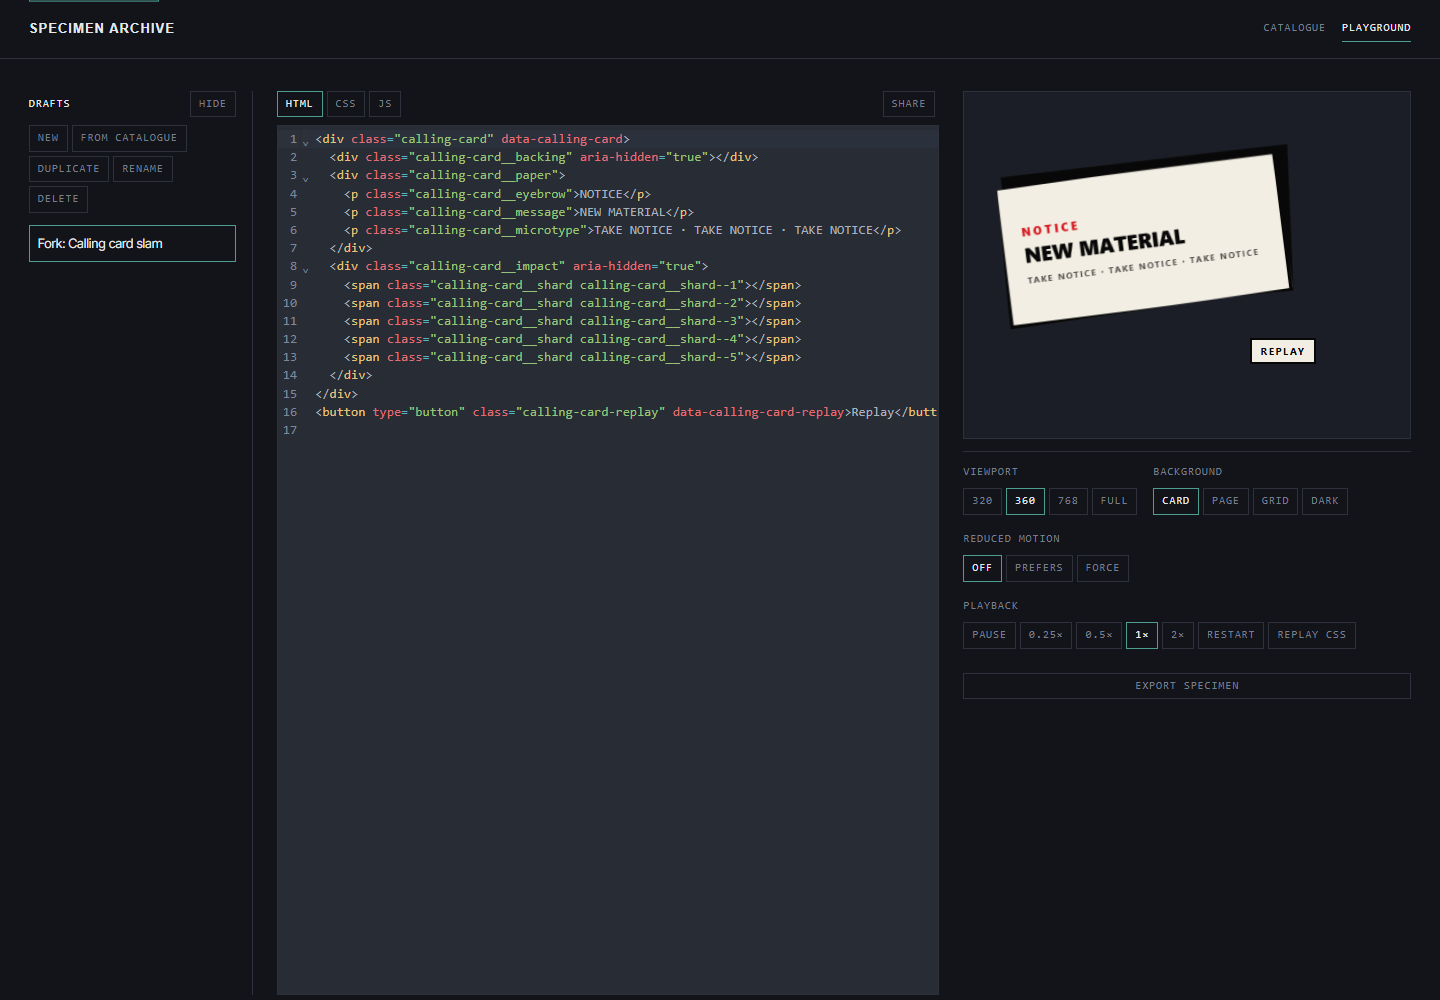 SPECIMEN ARCHIVE
CATALOGUE PLAYGROUND
DRAFTS HIDE
NEW FROM CATALOGUE
DUPLICATE RENAME
DELETE
Fork: Calling card slam
HTML CSS JS SHARE
1 <div class="calling-card" data-calling-card>
2 <div class="calling-card__backing" aria-hidden="true"></div>
3 <div class="calling-card__paper">
4 <p class="calling-card__eyebrow">NOTICE</p>
5 <p class="calling-card__message">NEW MATERIAL</p>
6 <p class="calling-card__microtype">TAKE NOTICE · TAKE NOTICE · TAKE NOTICE</p>
7 </div>
8 <div class="calling-card__impact" aria-hidden="true">
9 <span class="calling-card__shard calling-card__shard--1"></span>
10 <span class="calling-card__shard calling-card__shard--2"></span>
11 <span class="calling-card__shard calling-card__shard--3"></span>
12 <span class="calling-card__shard calling-card__shard--4"></span>
13 <span class="calling-card__shard calling-card__shard--5"></span>
14 </div>
15 </div>
16 <button type="button" class="calling-card-replay" data-calling-card-replay>Replay</butt
17
NOTICE
NEW MATERIAL
TAKE NOTICE · TAKE NOTICE · TAKE NOTICE
REPLAY
VIEWPORT BACKGROUND
320 360 768 FULL CARD PAGE GRID DARK
REDUCED MOTION
OFF PREFERS FORCE
PLAYBACK
PAUSE 0.25× 0.5× 1× 2× RESTART REPLAY CSS
EXPORT SPECIMEN